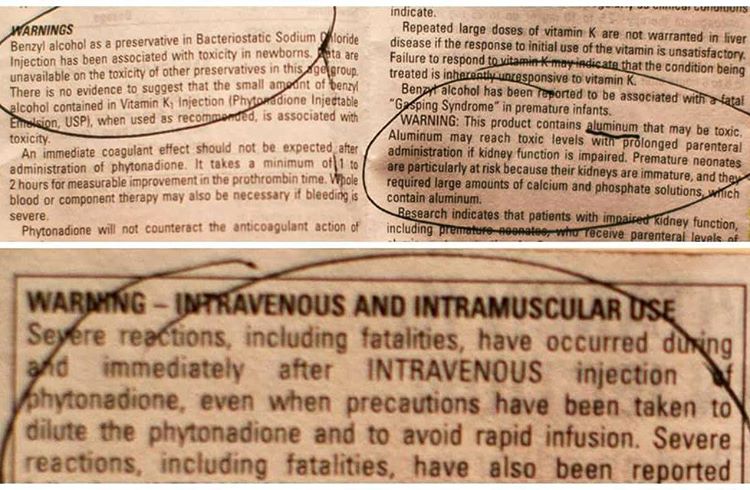 WARNINGS
Benzyl alcohol as a preservative in Bacteriostatic Sodium Chloride
Injection has been associated with toxicity in newborns. Data are
unavailable on the toxicity of other preservatives in this age group.
There is no evidence to suggest that the small amount of benzyl
alcohol contained in Vitamin K₁ Injection (Phytonadione Injectable
Emulsion, USP), when used as recommended, is associated with
toxicity.
An immediate coagulant effect should not be expected after
administration of phytonadione. It takes a minimum of 1 to
2 hours for measurable improvement in the prothrombin time. Whole
blood or component therapy may also be necessary if bleeding is
severe.
Phytonadione will not counteract the anticoagulant action of
indicate.
Repeated large doses of vitamin K are not warranted in liver
disease if the response to initial use of the vitamin is unsatisfactory.
Failure to respond to vitamin K may indicate that the condition being
treated is inherently unresponsive to vitamin K.
Benzyl alcohol has been reported to be associated with a fatal
"Gasping Syndrome" in premature infants.
WARNING: This product contains aluminum that may be toxic.
Aluminum may reach toxic levels with prolonged parenteral
administration if kidney function is impaired. Premature neonates
are particularly at risk because their kidneys are immature, and they
required large amounts of calcium and phosphate solutions, which
contain aluminum.
Research indicates that patients with impaired kidney function,
including premature neonates, who receive parenteral levels of
WARNING – INTRAVENOUS AND INTRAMUSCULAR USE
Severe reactions, including fatalities, have occurred during
and immediately after INTRAVENOUS injection of
phytonadione, even when precautions have been taken to
dilute the phytonadione and to avoid rapid infusion. Severe
reactions, including fatalities, have also been reported